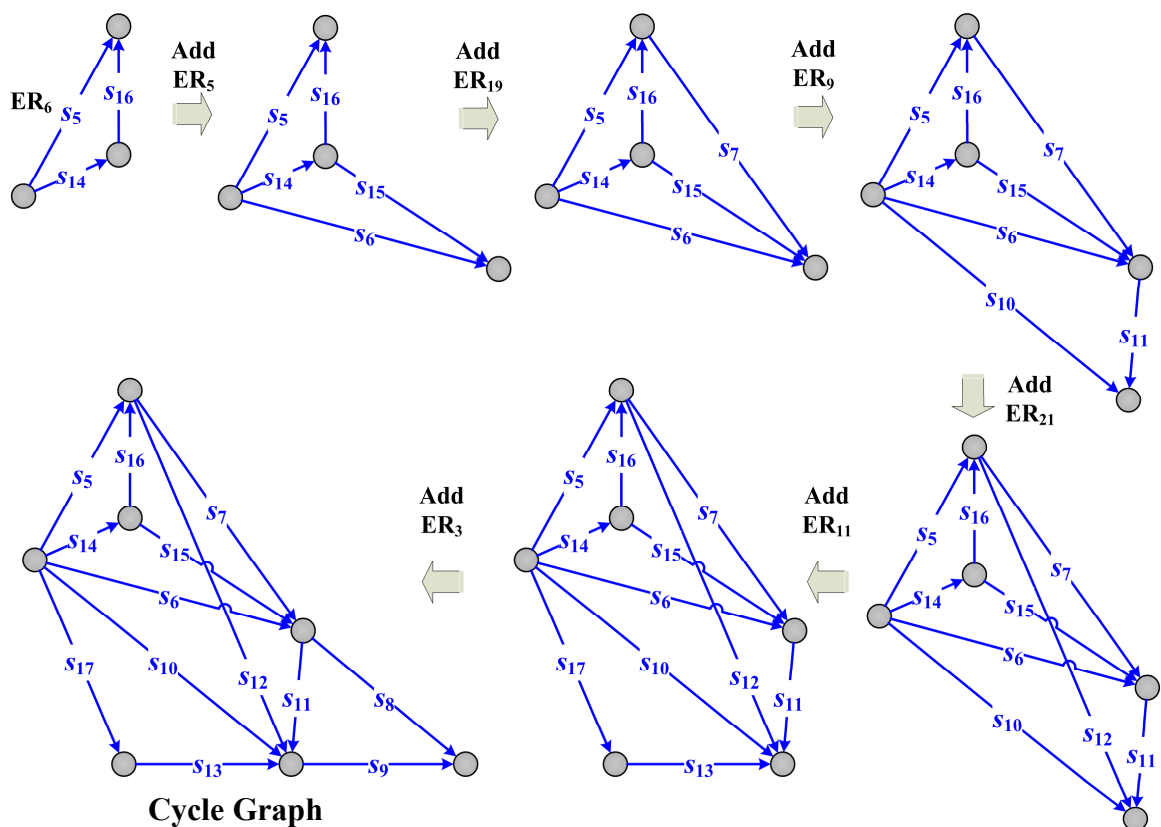 ER6
s5
s16
s14
Add
ER5
s5
s16
s14
s15
s6
Add
ER19
s5
s16
s7
s14
s15
s6
Add
ER9
s5
s16
s7
s14
s15
s6
s10
s11
Add
ER21
s5
s16
s7
s14
s15
s6
s10
s12
s11
Add
ER11
s5
s16
s7
s14
s15
s6
s17
s10
s12
s11
s13
Add
ER3
s5
s16
s7
s14
s15
s6
s17
s10
s12
s11
s8
s13
s9
Cycle Graph